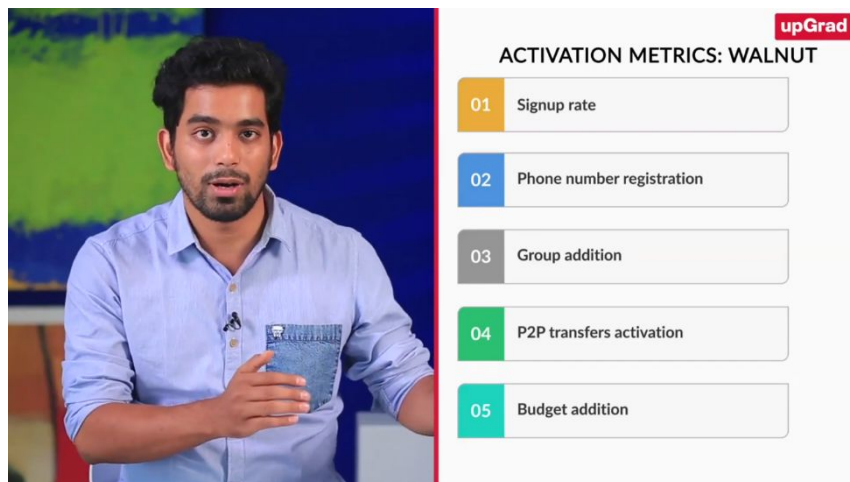 upGrad
ACTIVATION METRICS: WALNUT
01 Signup rate
02 Phone number registration
03 Group addition
04 P2P transfers activation
05 Budget addition